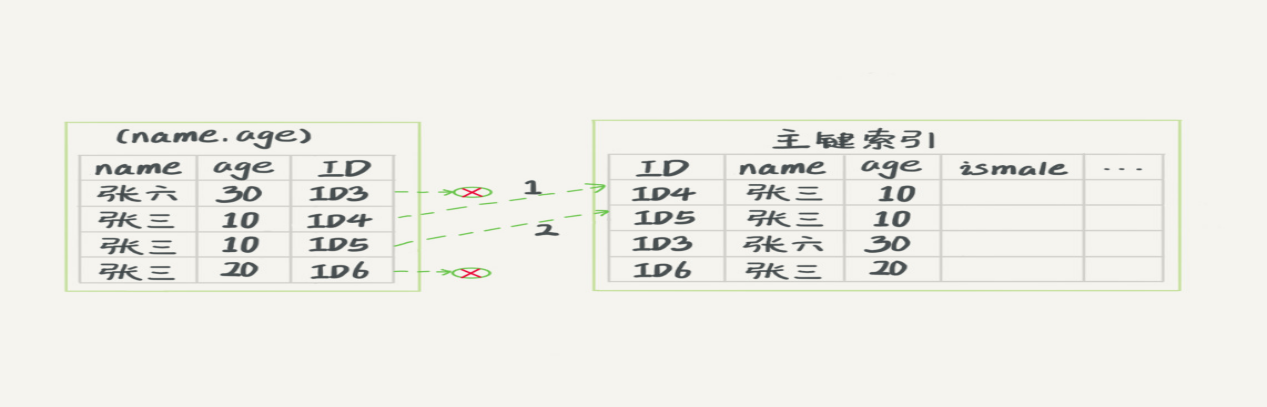 (name.age)
name age ID
张六 30 ID3
张三 10 ID4
张三 10 ID5
张三 20 ID6
1
2
主键索引
ID name age ismale ...
ID4 张三 10
ID5 张三 10
ID3 张六 30
ID6 张三 20